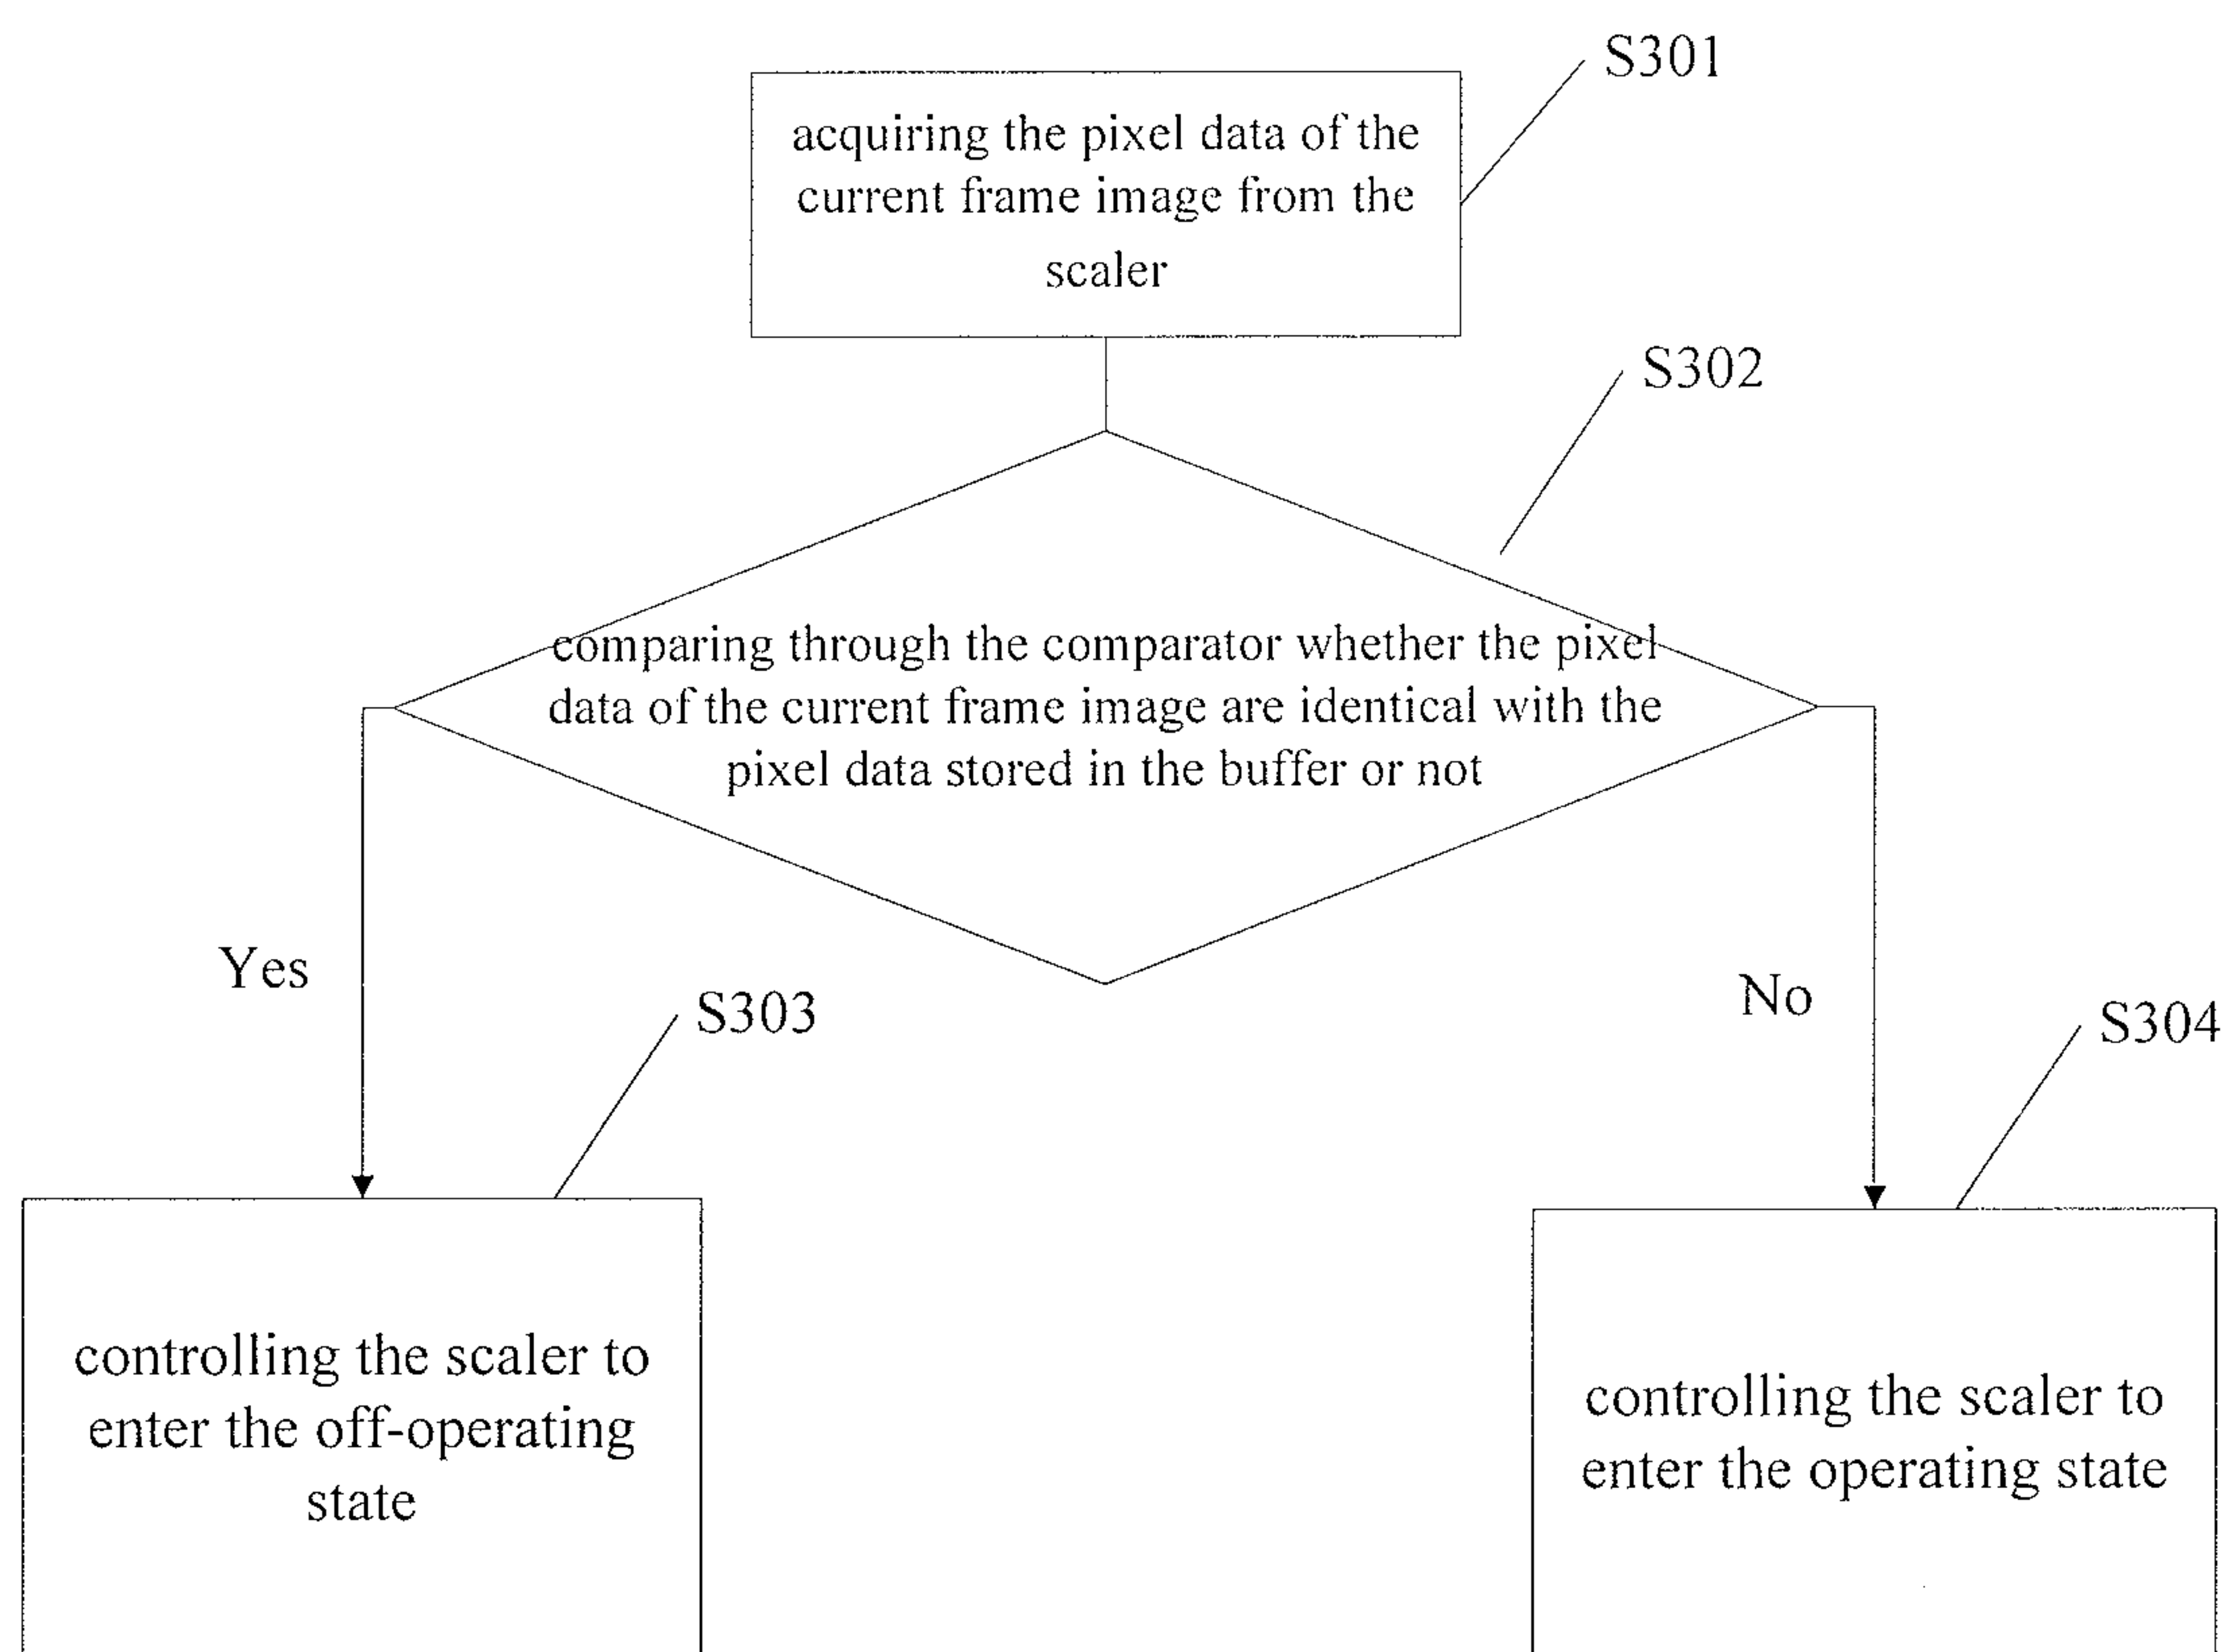 S301
acquiring the pixel data of the
current frame image from the
scaler
S302
comparing through the comparator whether the pixel
data of the current frame image are identical with the
pixel data stored in the buffer or not
Yes
No
S303
S304
controlling the scaler to
enter the off-operating
state
controlling the scaler to
enter the operating state